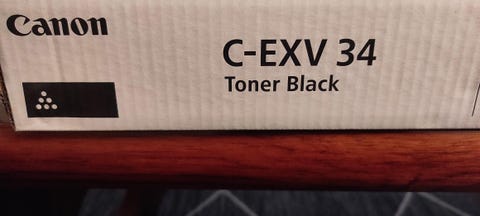 Canon
C-EXV 34
Toner Black